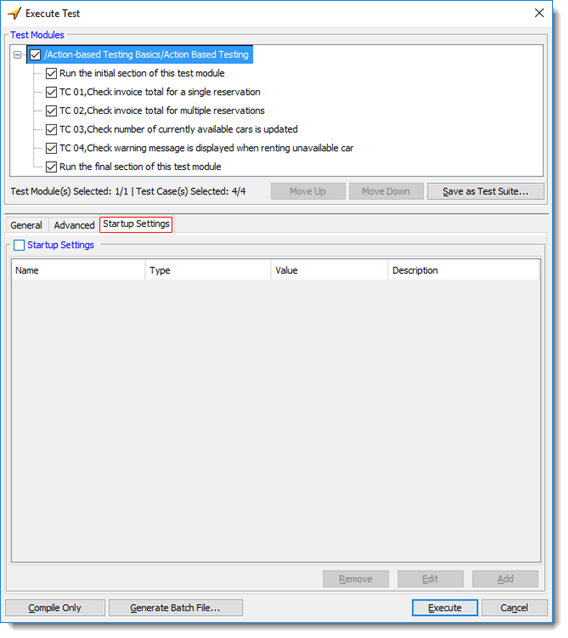 Execute Test
Test Modules
/Action-based Testing Basics/Action Based Testing
Run the initial section of this test module
TC 01,Check invoice total for a single reservation
TC 02,Check invoice total for multiple reservations
TC 03,Check number of currently available cars is updated
TC 04,Check warning message is displayed when renting unavailable car
Run the final section of this test module
Test Module(s) Selected: 1/1 | Test Case(s) Selected: 4/4 Move Up Move Down Save as Test Suite...
General Advanced Startup Settings
Startup Settings
Name Type Value Description
Remove Edit Add
Compile Only Generate Batch File... Execute Cancel